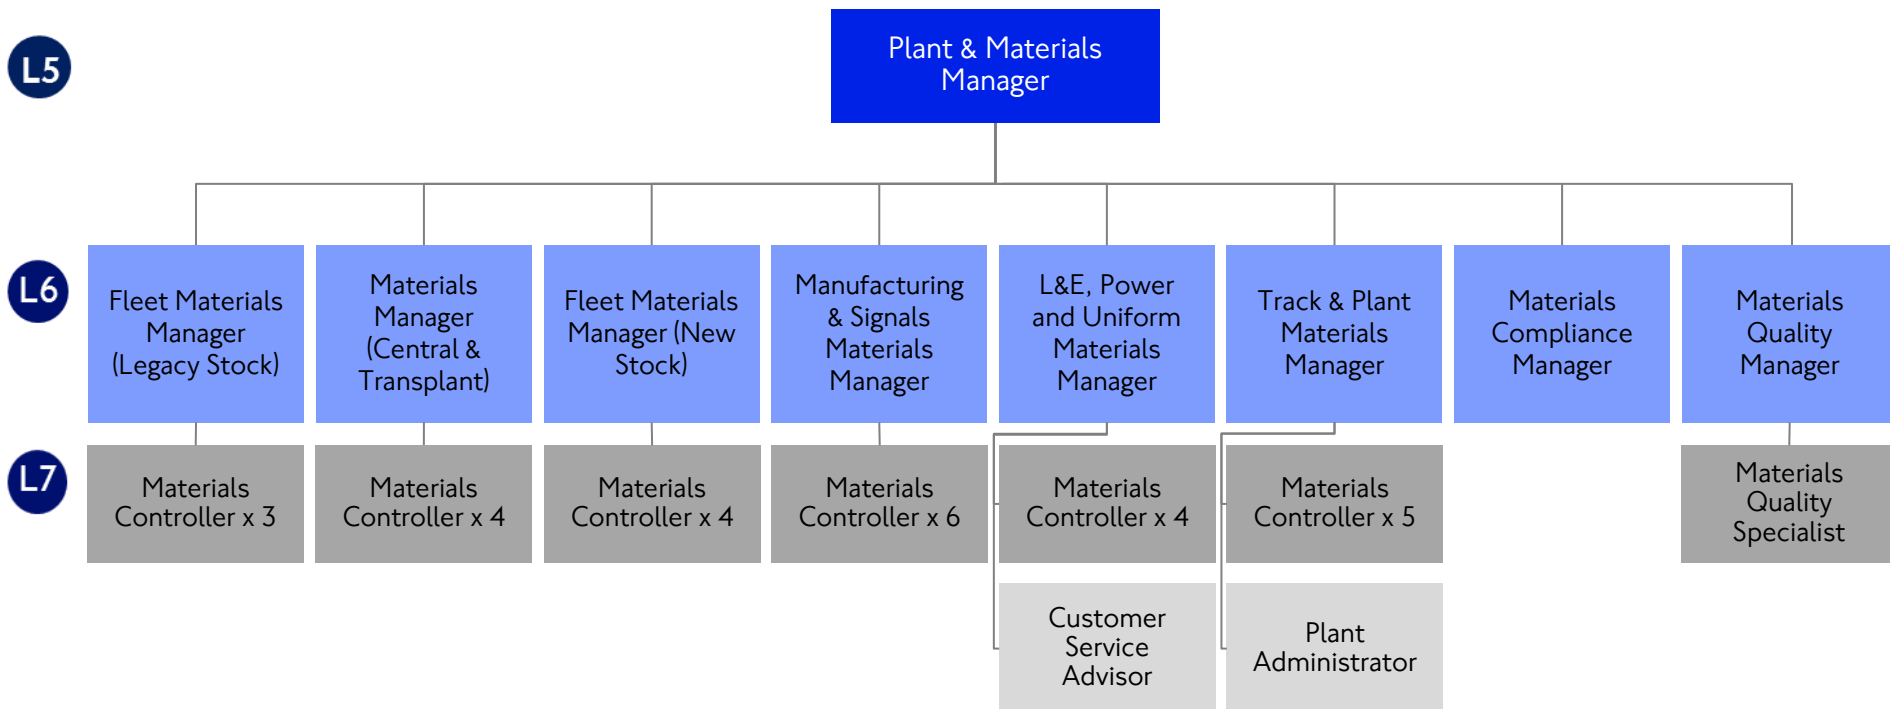 L5
Plant & Materials
Manager
L6
Fleet Materials
Manager
(Legacy Stock)
Materials
Manager
(Central &
Transplant)
Fleet Materials
Manager (New
Stock)
Manufacturing
& Signals
Materials
Manager
L&E, Power
and Uniform
Materials
Manager
Track & Plant
Materials
Manager
Materials
Compliance
Manager
Materials
Quality
Manager
L7
Materials
Controller x 3
Materials
Controller x 4
Materials
Controller x 4
Materials
Controller x 6
Materials
Controller x 4
Materials
Controller x 5
Materials
Quality
Specialist
Customer
Service
Advisor
Plant
Administrator